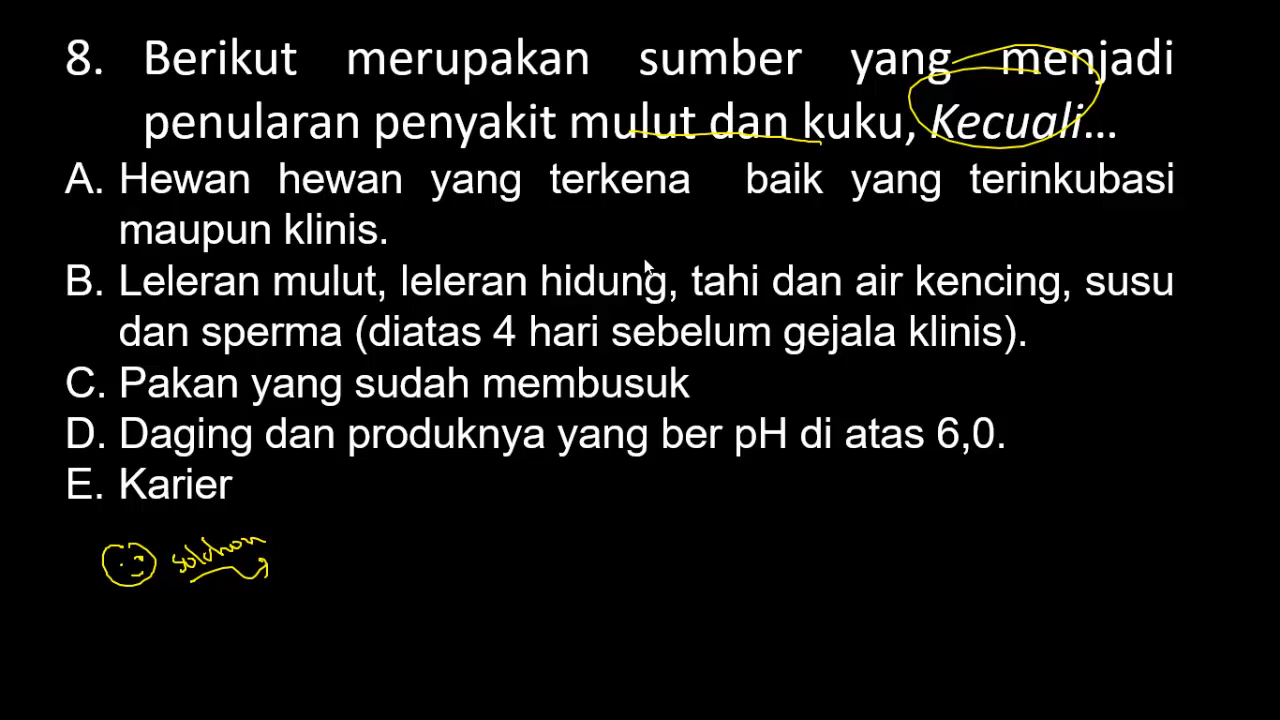 8. Berikut merupakan sumber yang menjadi
penularan penyakit mulut dan kuku, Kecuali...
A. Hewan hewan yang terkena baik yang terinkubasi
maupun klinis.
B. Leleran mulut, leleran hidung, tahi dan air kencing, susu
dan sperma (diatas 4 hari sebelum gejala klinis).
C. Pakan yang sudah membusuk
D. Daging dan produknya yang ber pH di atas 6,0.
E. Karier